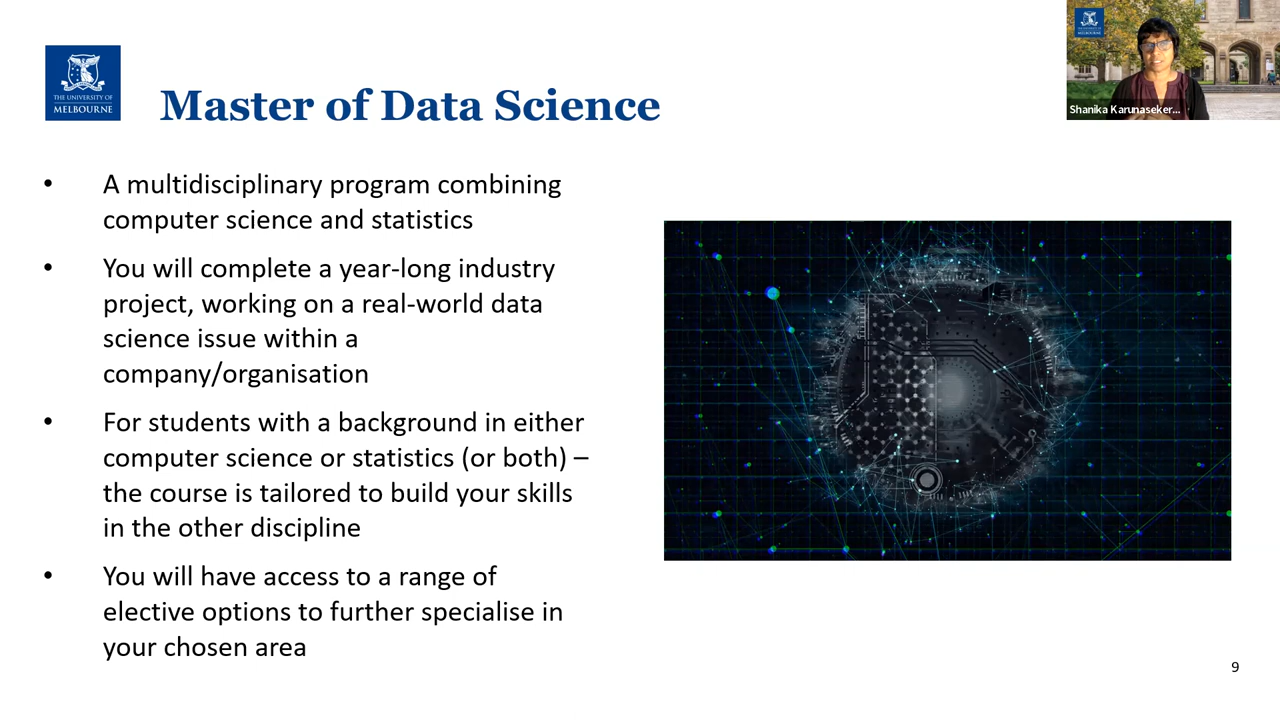 THE UNIVERSITY OF
MELBOURNE
Master of Data Science
Shanika Karunaseker...
• A multidisciplinary program combining
computer science and statistics
• You will complete a year-long industry
project, working on a real-world data
science issue within a
company/organisation
• For students with a background in either
computer science or statistics (or both) –
the course is tailored to build your skills
in the other discipline
• You will have access to a range of
elective options to further specialise in
your chosen area
9